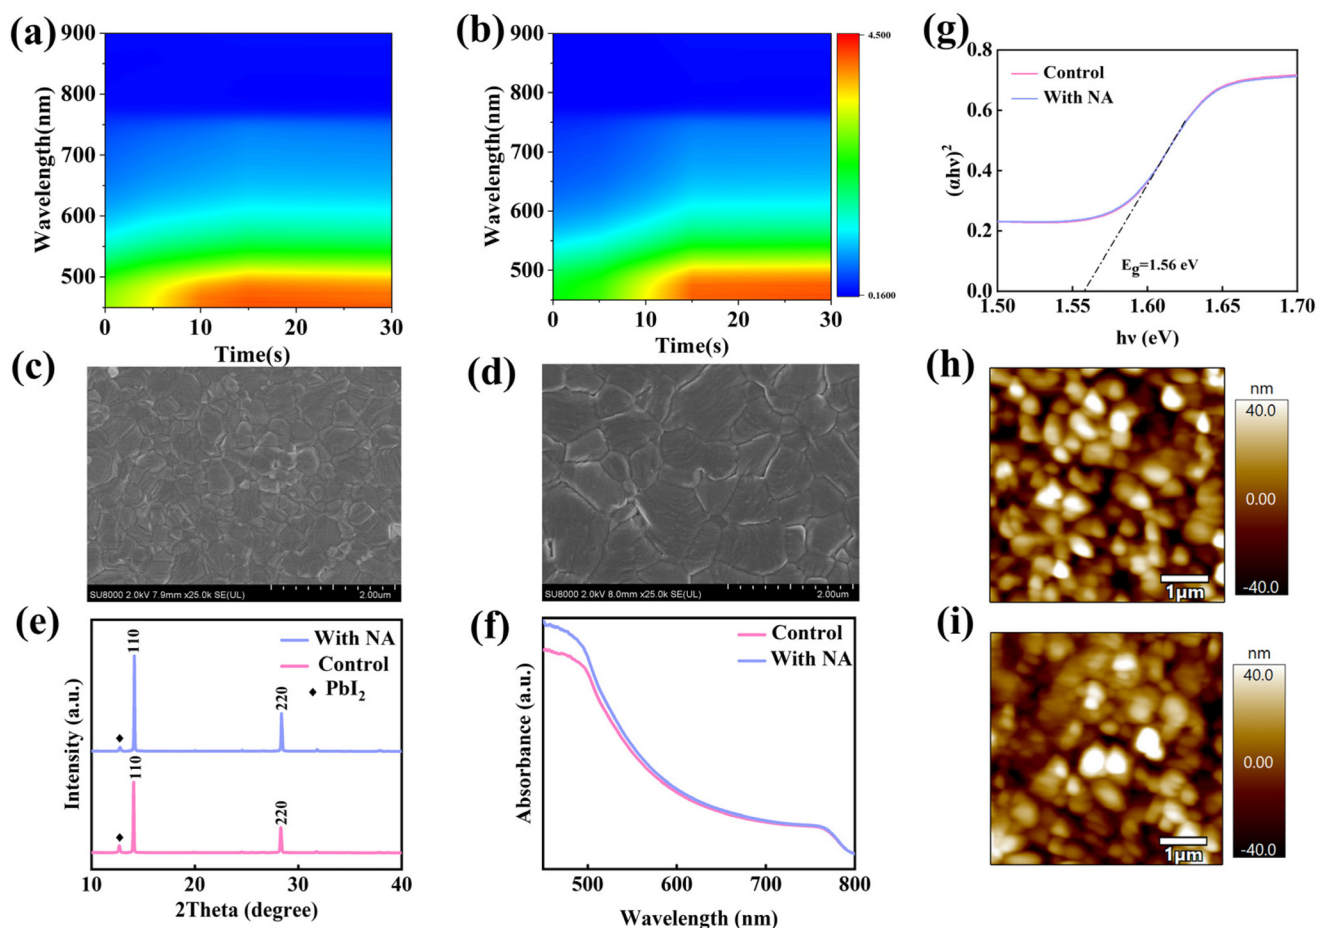 (a)
900
800
700
600
500
Wavelength(nm)
0 10 20 30
Time(s)
(b)
900
800
700
600
500
Wavelength(nm)
0 10 20 30
Time(s)
4.500
0.1600
(g)
0.8
0.6
0.4
0.2
0.0
(αhν)²
Control
With NA
E_g=1.56 eV
1.50 1.55 1.60 1.65 1.70
hν (eV)
(c)
SU8000 2.0kV 7.9mm x25.0k SE(UL) 2.00um
(d)
SU8000 2.0kV 8.0mm x25.0k SE(UL) 2.00um
(h)
nm
40.0
0.00
-40.0
1μm
(e)
Intensity (a.u.)
With NA
Control
♦ PbI₂
110
220
♦
110
220
♦
10 20 30 40
2Theta (degree)
(f)
Absorbance (a.u.)
Control
With NA
500 600 700 800
Wavelength (nm)
(i)
nm
40.0
0.00
-40.0
1μm